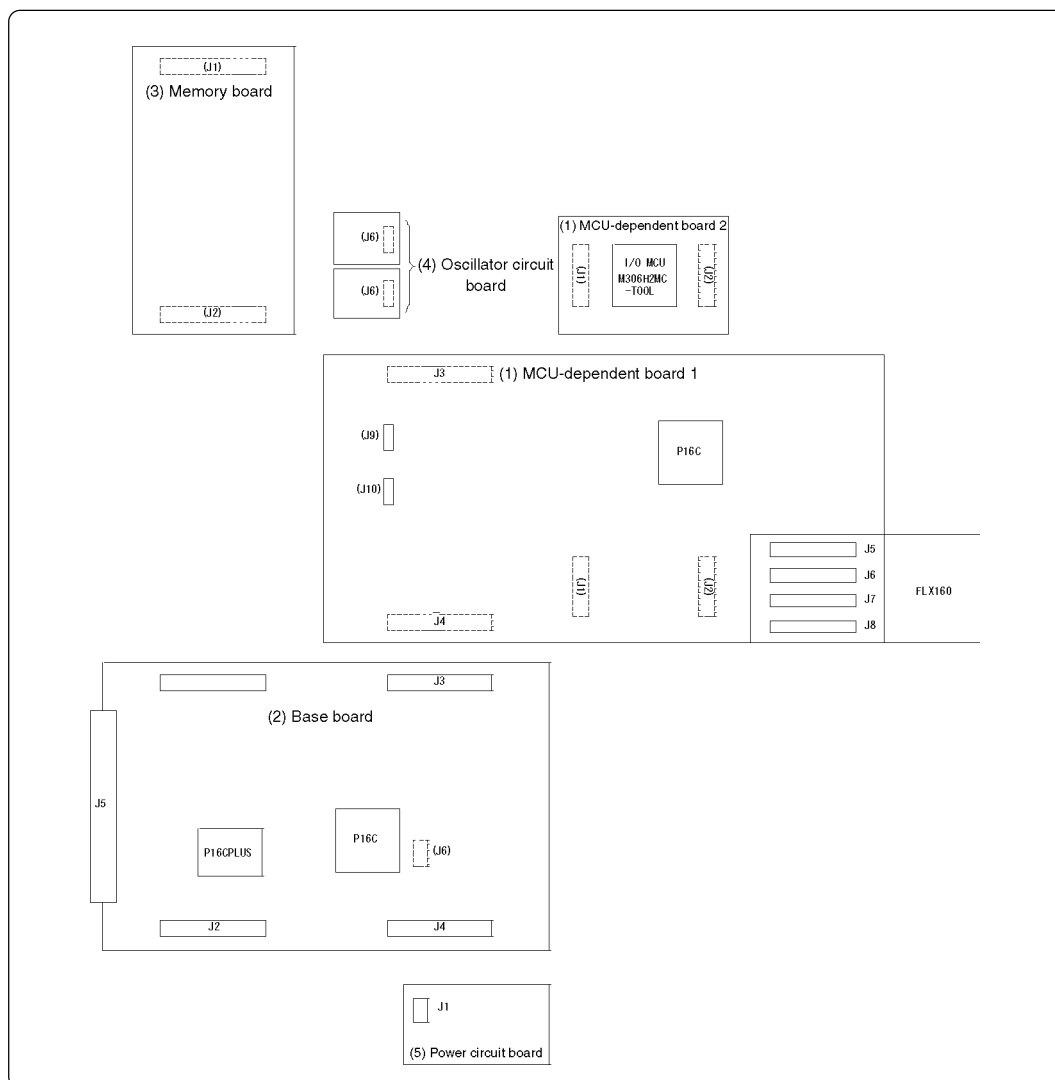 (J1)
(3) Memory board
(J2)
(J6)
(J6)
(4) Oscillator circuit
board
(1) MCU-dependent board 2
(J1)
I/O MCU
M306H2MC
-TOOL
(J2)
J3
(1) MCU-dependent board 1
(J9)
(J10)
P16C
(J1)
(J2)
J4
J5
J6
J7
J8
FLX160
J3
(2) Base board
J5
P16CPLUS
P16C
(J6)
J2
J4
J1
(5) Power circuit board